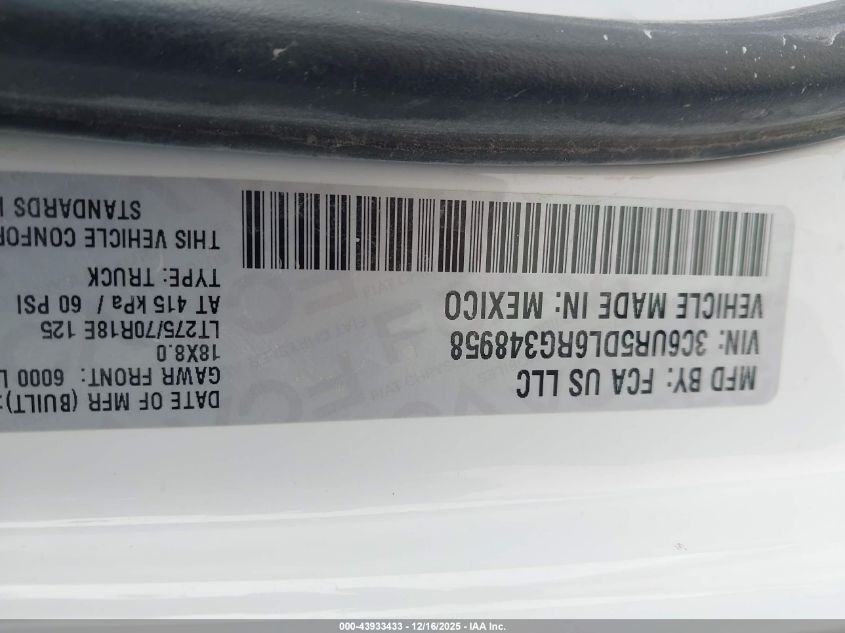 MFD BY: FCA US LLC
VIN: 3C6UR5DL6RG348958
VEHICLE MADE IN: MEXICO
DATE OF MFR (BUILT):
GAWR FRONT: 6000
18X8.0
LT275/70R18E 125
AT 415 kPa / 60 PSI
TYPE: TRUCK
THIS VEHICLE CONFOR
STANDARDS
000-43933433 - 12/16/2025 - IAA Inc.